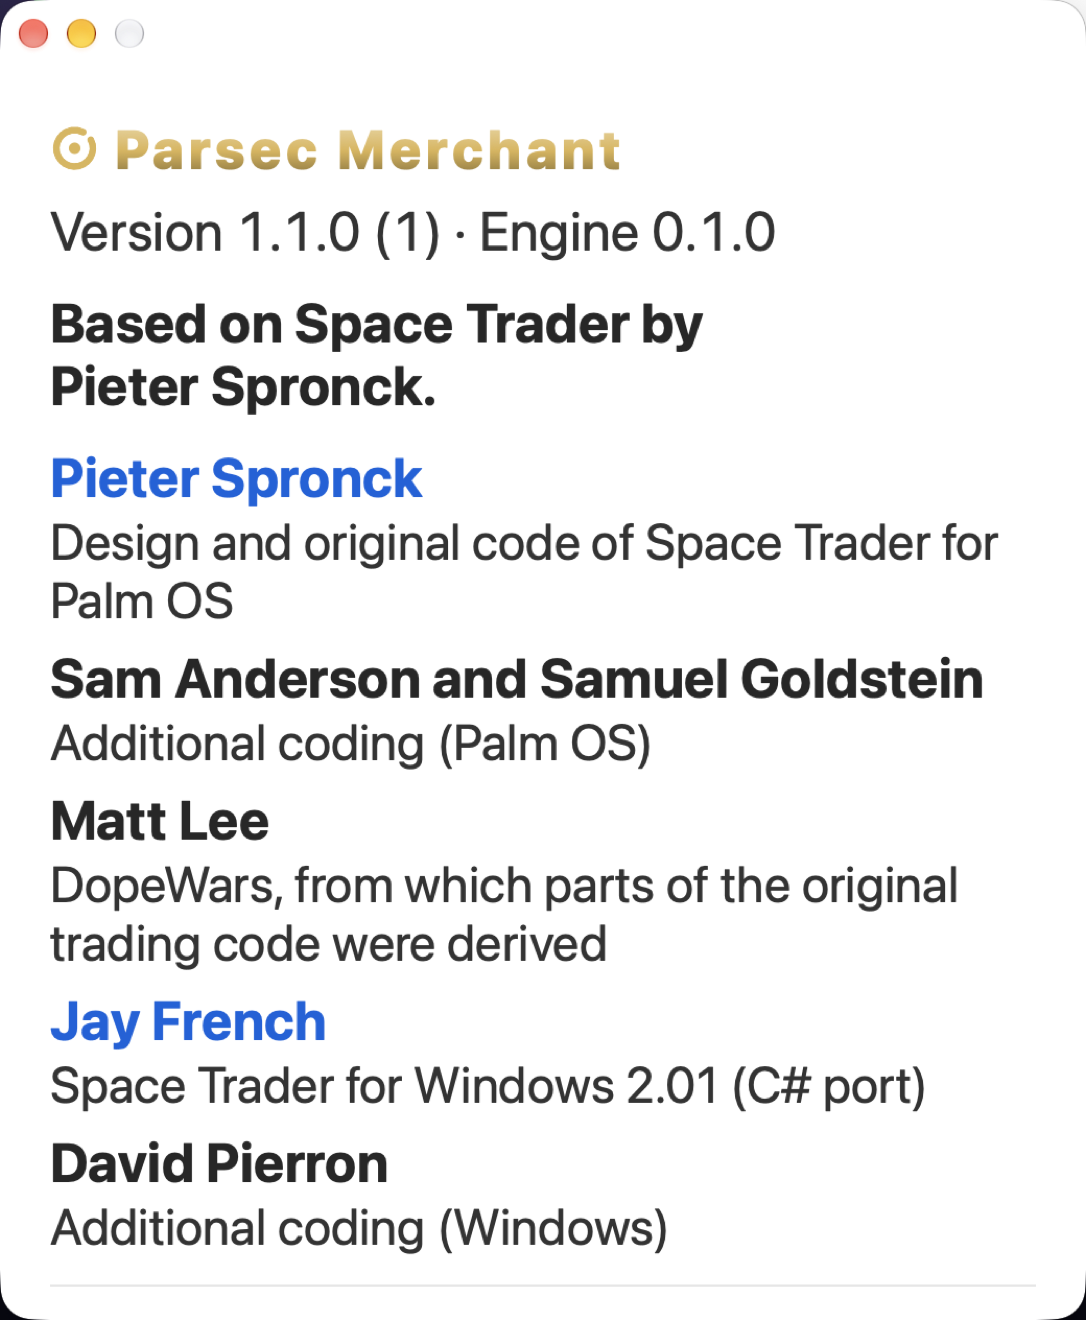 Parsec Merchant
Version 1.1.0 (1) · Engine 0.1.0
Based on Space Trader by
Pieter Spronck.
Pieter Spronck
Design and original code of Space Trader for
Palm OS
Sam Anderson and Samuel Goldstein
Additional coding (Palm OS)
Matt Lee
DopeWars, from which parts of the original
trading code were derived
Jay French
Space Trader for Windows 2.01 (C# port)
David Pierron
Additional coding (Windows)